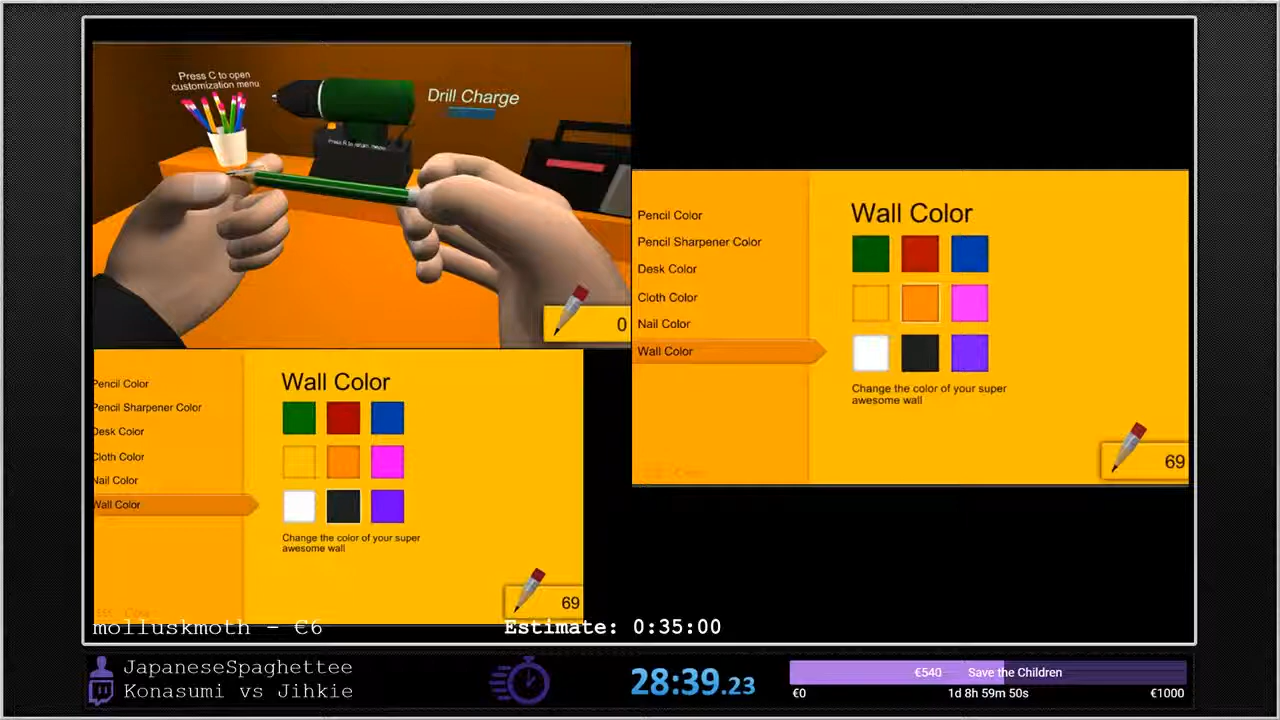 Press C to open
customization menu
Drill Charge
Press R to return menu
0
Pencil Color
Pencil Sharpener Color
Desk Color
Cloth Color
Nail Color
Wall Color
Wall Color
Change the color of your super
awesome wall
69
Pencil Color
Pencil Sharpener Color
Desk Color
Cloth Color
Nail Color
Wall Color
Wall Color
Change the color of your super
awesome wall
69
molluskmoth - €6
Estimate: 0:35:00
JapaneseSpaghettee
Konasumi vs Jihkie
28:39.23
€540 Save the Children
€0 1d 8h 59m 50s €1000